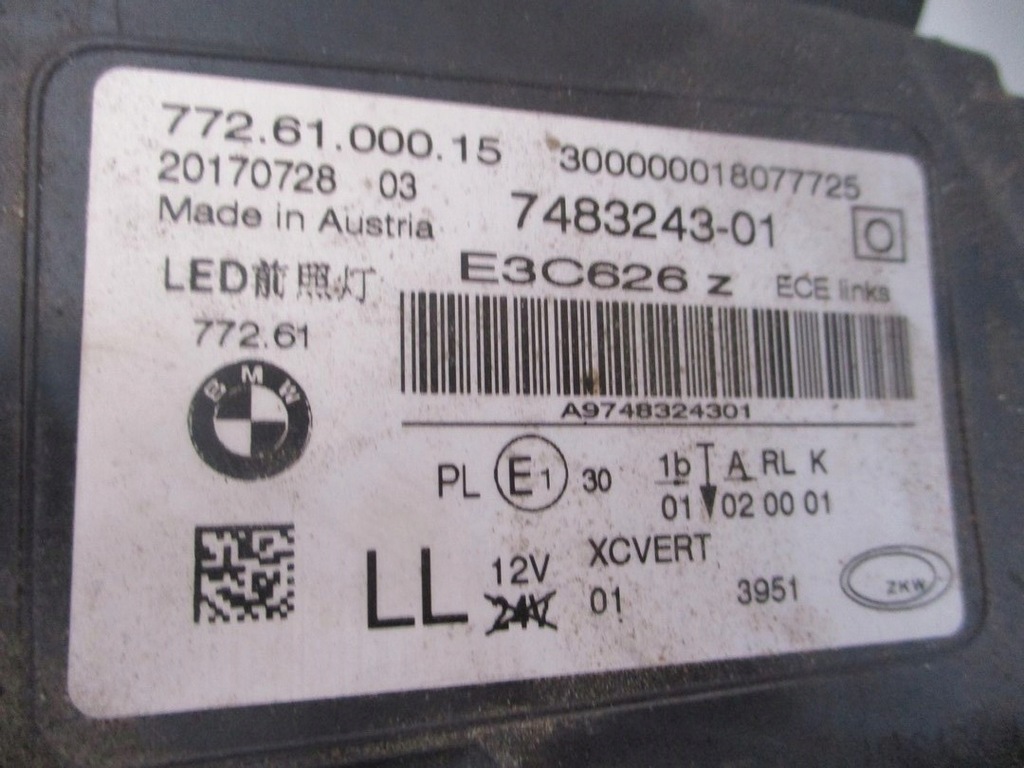 772.61.000.15 300000018077725
20170728 03 7483243-01 O
Made in Austria
LED前照灯 E3C626 z ECE links
772.61
BMW
A9748324301
PL E1 30 1b A RL K
01 02 00 01
LL 12V XCVERT
24V 01 3951 ZKW